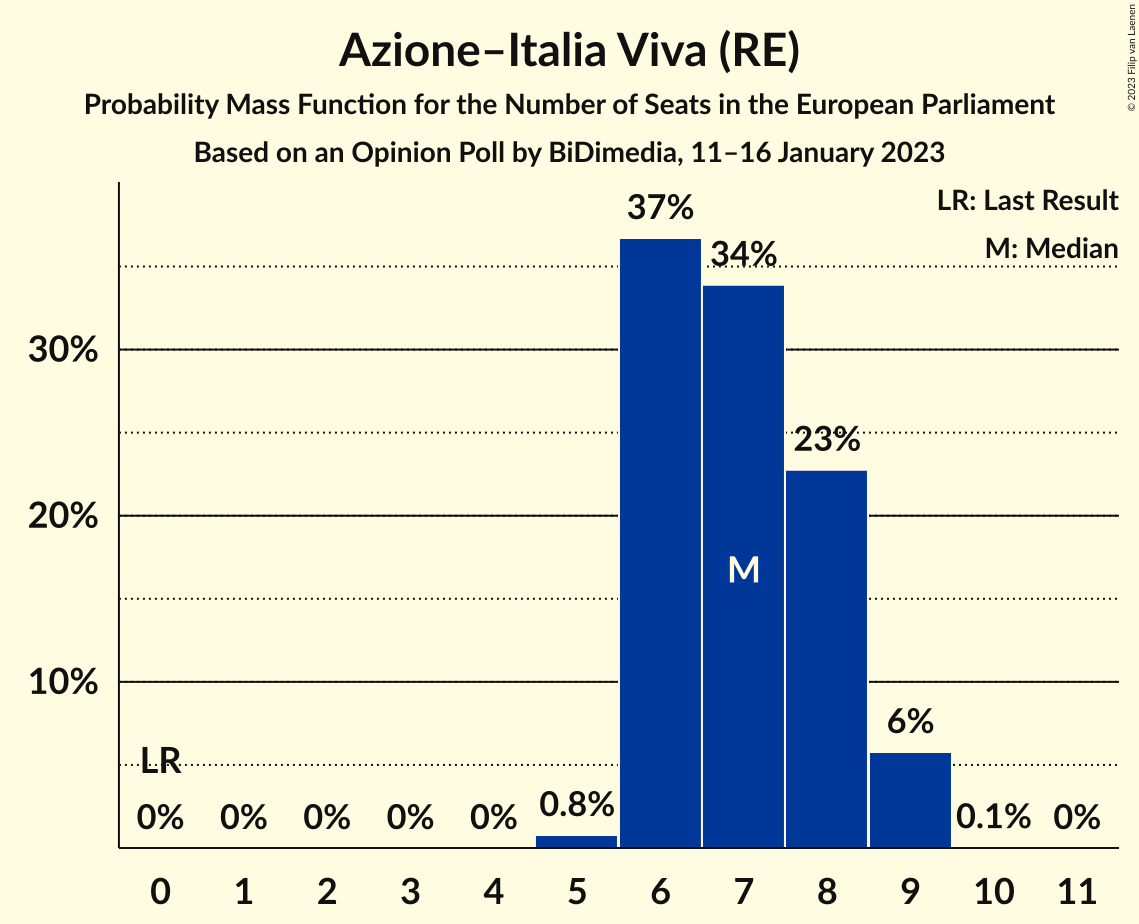 Azione–Italia Viva (RE)
Probability Mass Function for the Number of Seats in the European Parliament
Based on an Opinion Poll by BiDimedia, 11–16 January 2023
© 2023 Filip van Laenen
LR: Last Result
M: Median
30%
20%
10%
LR
M
0%
0%
0%
0%
0%
0.8%
37%
34%
23%
6%
0.1%
0%
0 1 2 3 4 5 6 7 8 9 10 11